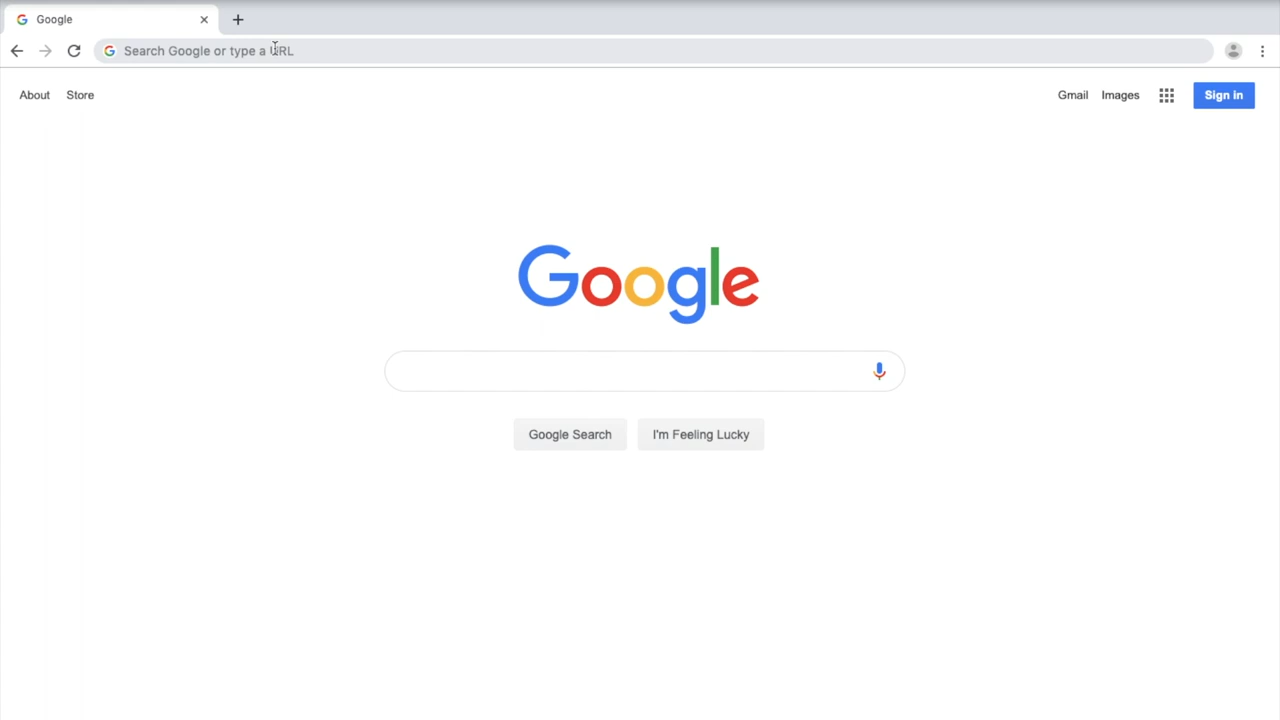 Google
Search Google or type a URL
About Store Gmail Images Sign in
Google
Google Search I'm Feeling Lucky